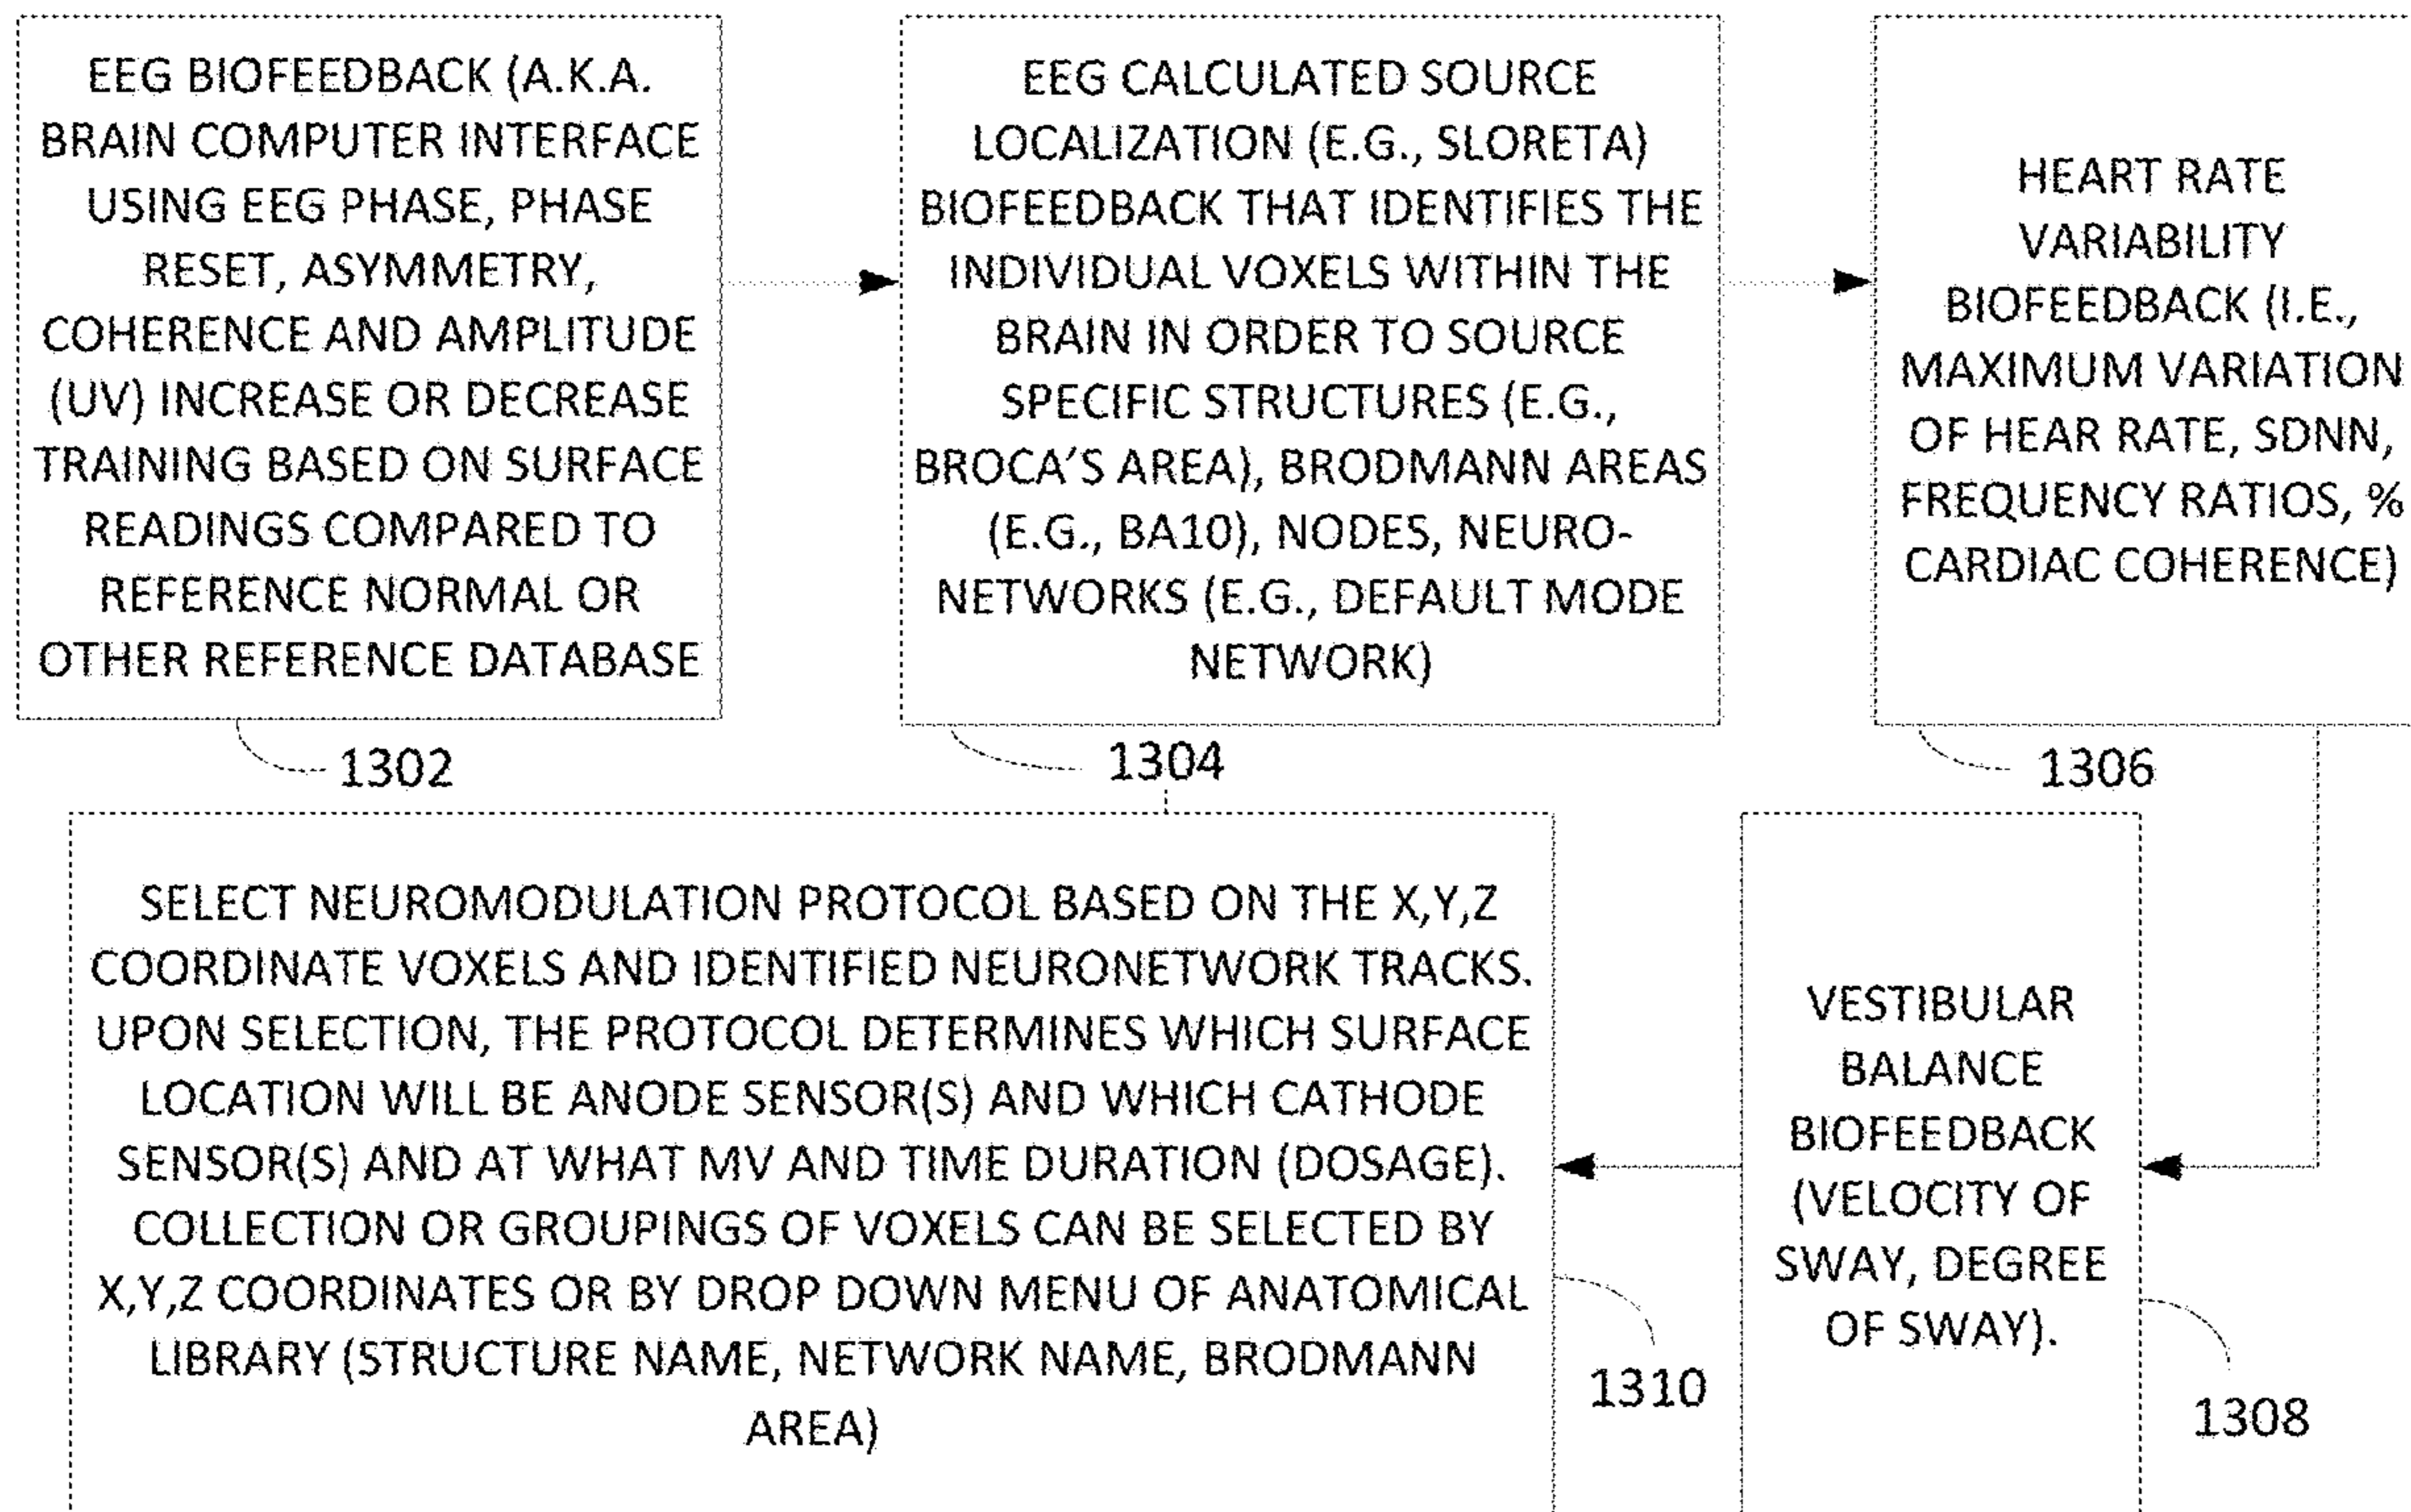 EEG BIOFEEDBACK (A.K.A.
BRAIN COMPUTER INTERFACE
USING EEG PHASE, PHASE
RESET, ASYMMETRY,
COHERENCE AND AMPLITUDE
(UV) INCREASE OR DECREASE
TRAINING BASED ON SURFACE
READINGS COMPARED TO
REFERENCE NORMAL OR
OTHER REFERENCE DATABASE
1302
EEG CALCULATED SOURCE
LOCALIZATION (E.G., SLORETA)
BIOFEEDBACK THAT IDENTIFIES THE
INDIVIDUAL VOXELS WITHIN THE
BRAIN IN ORDER TO SOURCE
SPECIFIC STRUCTURES (E.G.,
BROCA'S AREA), BRODMANN AREAS
(E.G., BA10), NODES, NEURO-
NETWORKS (E.G., DEFAULT MODE
NETWORK)
1304
HEART RATE
VARIABILITY
BIOFEEDBACK (I.E.,
MAXIMUM VARIATION
OF HEAR RATE, SDNN,
FREQUENCY RATIOS, %
CARDIAC COHERENCE)
1306
SELECT NEUROMODULATION PROTOCOL BASED ON THE X,Y,Z
COORDINATE VOXELS AND IDENTIFIED NEURONETWORK TRACKS.
UPON SELECTION, THE PROTOCOL DETERMINES WHICH SURFACE
LOCATION WILL BE ANODE SENSOR(S) AND WHICH CATHODE
SENSOR(S) AND AT WHAT MV AND TIME DURATION (DOSAGE).
COLLECTION OR GROUPINGS OF VOXELS CAN BE SELECTED BY
X,Y,Z COORDINATES OR BY DROP DOWN MENU OF ANATOMICAL
LIBRARY (STRUCTURE NAME, NETWORK NAME, BRODMANN
AREA)
1310
VESTIBULAR
BALANCE
BIOFEEDBACK
(VELOCITY OF
SWAY, DEGREE
OF SWAY).
1308